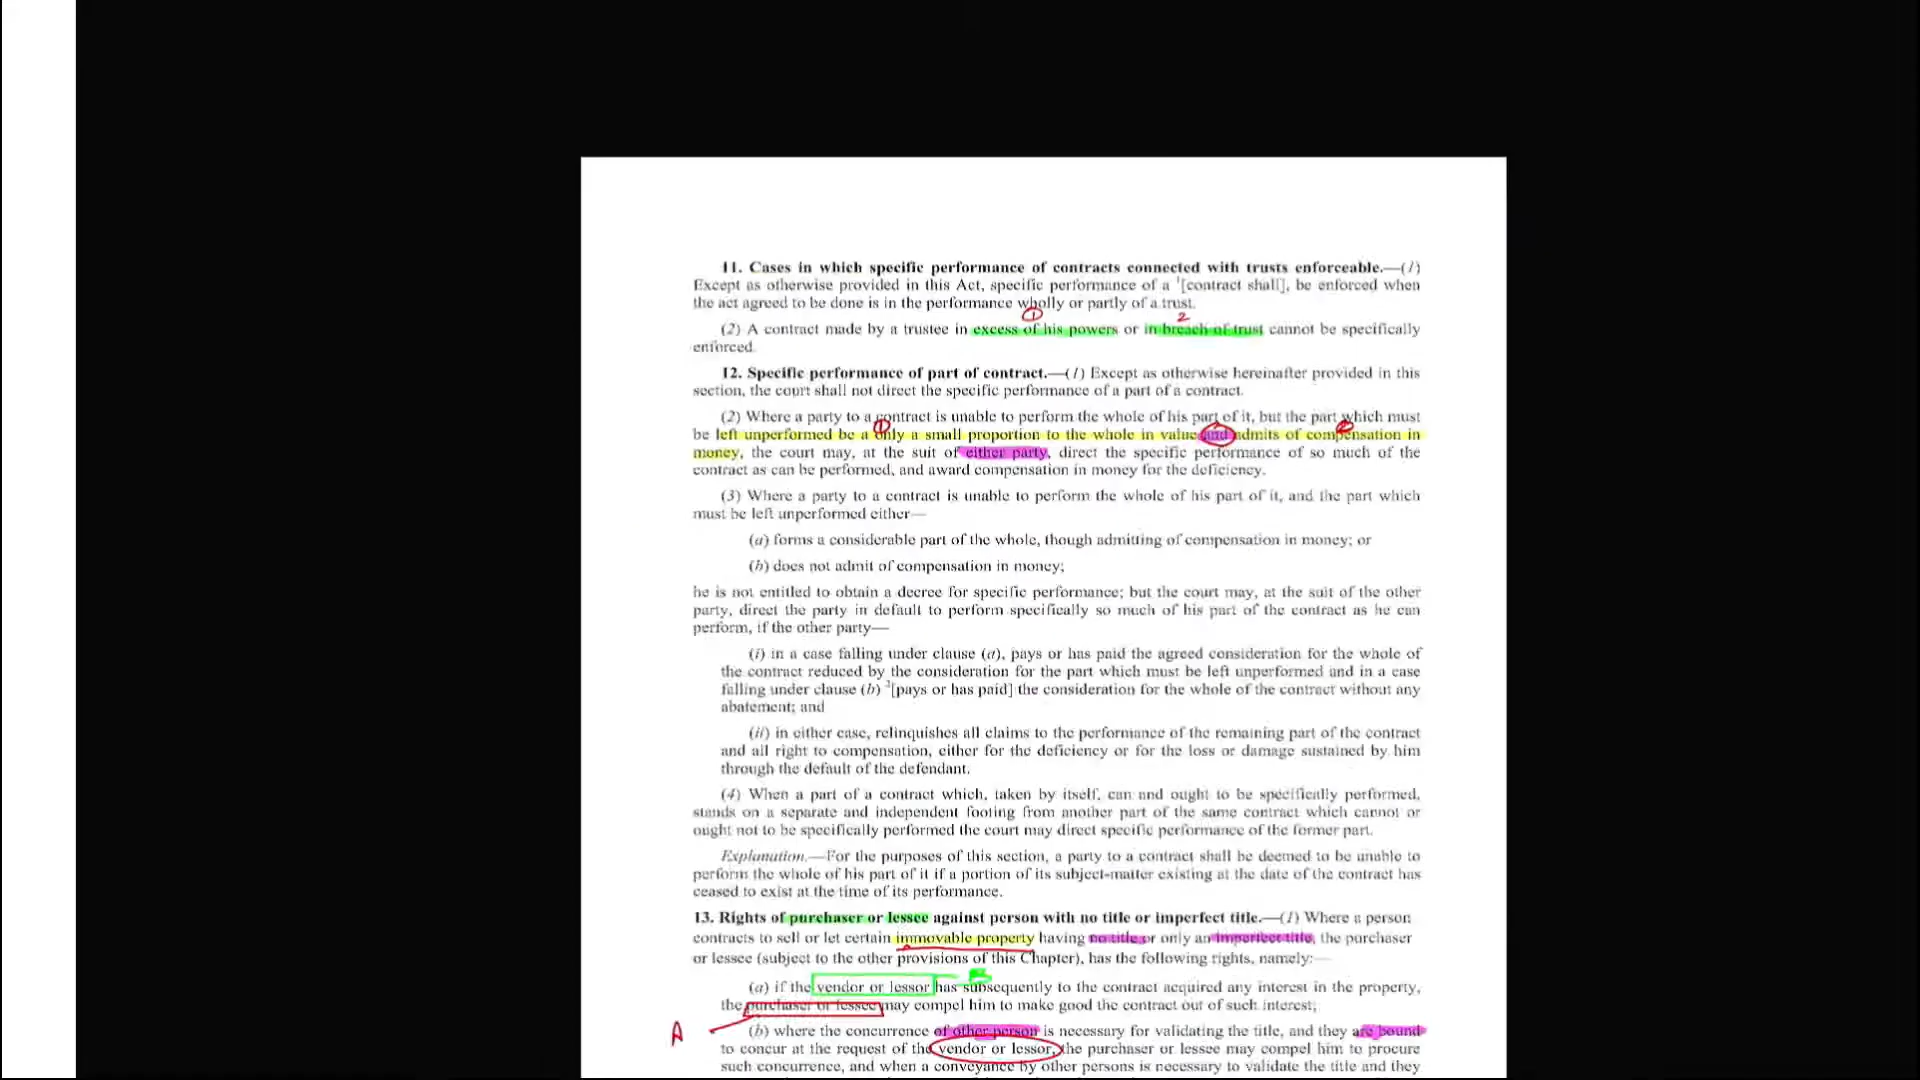 11. Cases in which specific performance of contracts connected with trusts enforceable.—(1)
Except as otherwise provided in this Act, specific performance of a 1[contract shall], be enforced when
the act agreed to be done is in the performance wholly or partly of a trust.
1 2
(2) A contract made by a trustee in excess of his powers or in breach of trust cannot be specifically
enforced.
12. Specific performance of part of contract.—(1) Except as otherwise hereinafter provided in this
section, the court shall not direct the specific performance of a part of a contract.
(2) Where a party to a contract is unable to perform the whole of his part of it, but the part which must
1 2
be left unperformed be a only a small proportion to the whole in value and admits of compensation in
money, the court may, at the suit of either party, direct the specific performance of so much of the
contract as can be performed, and award compensation in money for the deficiency.
(3) Where a party to a contract is unable to perform the whole of his part of it, and the part which
must be left unperformed either—
(a) forms a considerable part of the whole, though admitting of compensation in money; or
(b) does not admit of compensation in money;
he is not entitled to obtain a decree for specific performance; but the court may, at the suit of the other
party, direct the party in default to perform specifically so much of his part of the contract as he can
perform, if the other party—
(i) in a case falling under clause (a), pays or has paid the agreed consideration for the whole of
the contract reduced by the consideration for the part which must be left unperformed and in a case
falling under clause (b) 2[pays or has paid] the consideration for the whole of the contract without any
abatement; and
(ii) in either case, relinquishes all claims to the performance of the remaining part of the contract
and all right to compensation, either for the deficiency or for the loss or damage sustained by him
through the default of the defendant.
(4) When a part of a contract which, taken by itself, can and ought to be specifically performed,
stands on a separate and independent footing from another part of the same contract which cannot or
ought not to be specifically performed the court may direct specific performance of the former part.
Explanation.—For the purposes of this section, a party to a contract shall be deemed to be unable to
perform the whole of his part of it if a portion of its subject-matter existing at the date of the contract has
ceased to exist at the time of its performance.
13. Rights of purchaser or lessee against person with no title or imperfect title.—(1) Where a person
contracts to sell or let certain immovable property having no title or only an imperfect title, the purchaser
or lessee (subject to the other provisions of this Chapter), has the following rights, namely:—
(a) if the vendor or lessor has subsequently to the contract acquired any interest in the property,
the purchaser or lessee may compel him to make good the contract out of such interest;
A
(b) where the concurrence of other person is necessary for validating the title, and they are bound
to concur at the request of the vendor or lessor, the purchaser or lessee may compel him to procure
such concurrence, and when a conveyance by other persons is necessary to validate the title and they